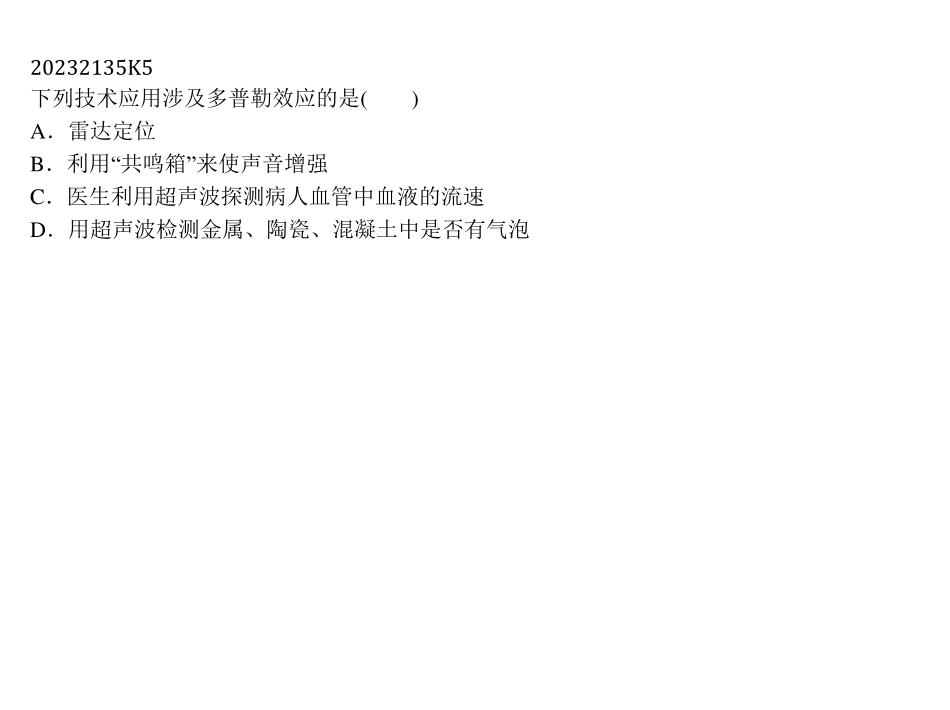 20232135K5
下列技术应用涉及多普勒效应的是(　　)
A．雷达定位
B．利用“共鸣箱”来使声音增强
C．医生利用超声波探测病人血管中血液的流速
D．用超声波检测金属、陶瓷、混凝土中是否有气泡